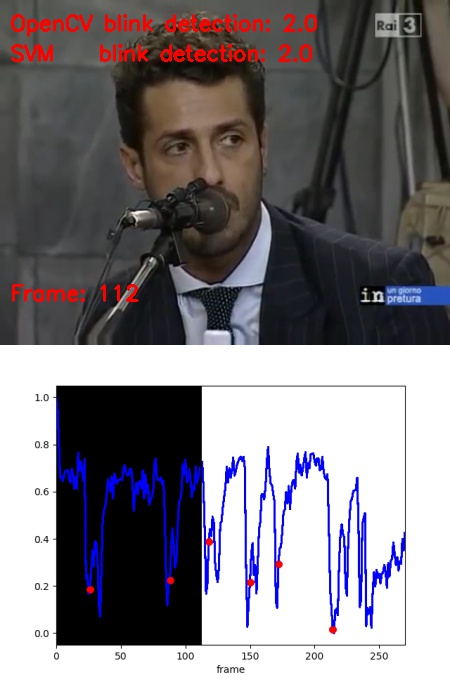 OpenCV blink detection: 2.0
Rai 3
SVM blink detection: 2.0
Frame: 112
in un giorno
pretura
1.0
0.8
0.6
0.4
0.2
0.0
0 50 100 150 200 250
frame